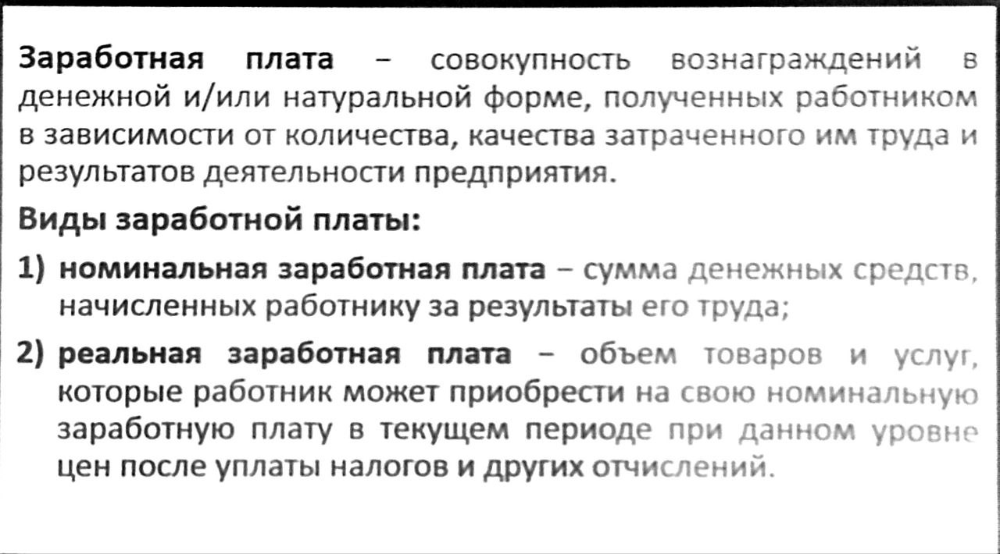 Заработная плата – совокупность вознаграждений в
денежной и/или натуральной форме, полученных работником
в зависимости от количества, качества затраченного им труда и
результатов деятельности предприятия.
Виды заработной платы:
1) номинальная заработная плата – сумма денежных средств,
начисленных работнику за результаты его труда;
2) реальная заработная плата – объем товаров и услуг,
которые работник может приобрести на свою номинальную
заработную плату в текущем периоде при данном уровне
цен после уплаты налогов и других отчислений.